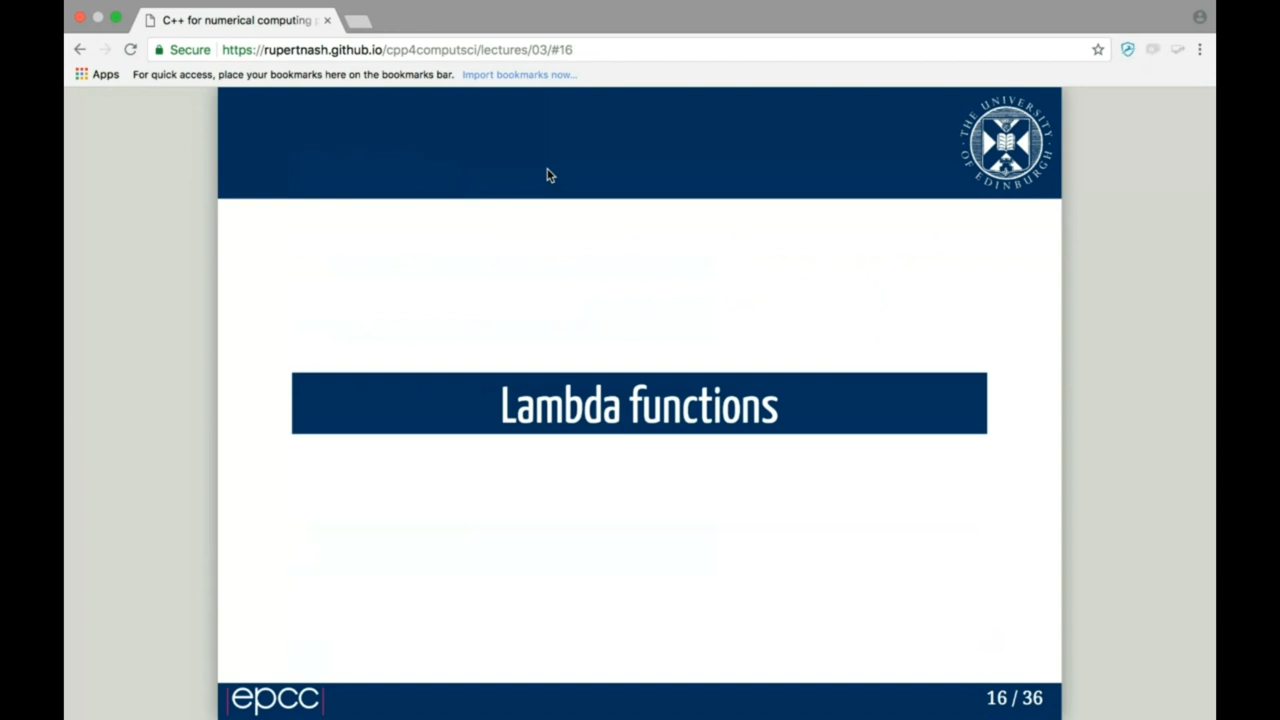 C++ for numerical computing
Secure https://rupertnash.github.io/cpp4computsci/lectures/03/#16
Apps For quick access, place your bookmarks here on the bookmarks bar. Import bookmarks now...
THE UNIVERSITY OF EDINBURGH
Lambda functions
epcc
16 / 36